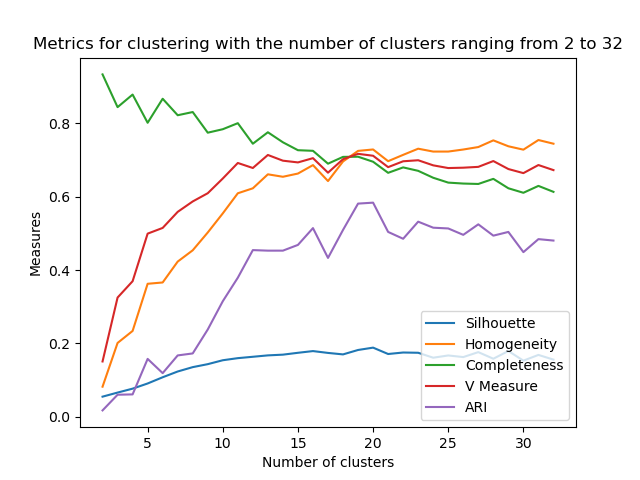 Metrics for clustering with the number of clusters ranging from 2 to 32
Measures
0.8
0.6
0.4
0.2
0.0
5 10 15 20 25 30
Number of clusters
Silhouette
Homogeneity
Completeness
V Measure
ARI